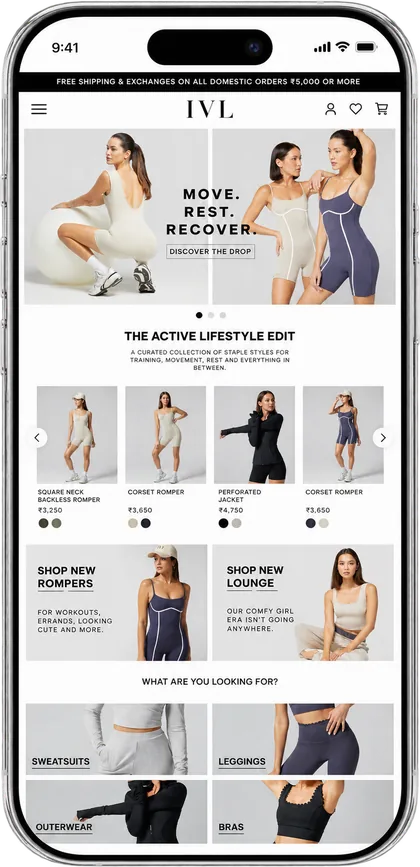 9:41
FREE SHIPPING & EXCHANGES ON ALL DOMESTIC ORDERS ₹5,000 OR MORE
IVL
MOVE.
REST.
RECOVER.
DISCOVER THE DROP
THE ACTIVE LIFESTYLE EDIT
A CURATED COLLECTION OF STAPLE STYLES FOR
TRAINING, MOVEMENT, REST AND EVERYTHING IN
BETWEEN.
SQUARE NECK
BACKLESS ROMPER
₹3,250
CORSET ROMPER
₹3,650
PERFORATED
JACKET
₹4,750
CORSET ROMPER
₹3,650
SHOP NEW
ROMPERS
FOR WORKOUTS,
ERRANDS, LOOKING
CUTE AND MORE.
SHOP NEW
LOUNGE
OUR COMFY GIRL
ERA ISN'T GOING
ANYWHERE.
WHAT ARE YOU LOOKING FOR?
SWEATSUITS
LEGGINGS
OUTERWEAR
BRAS